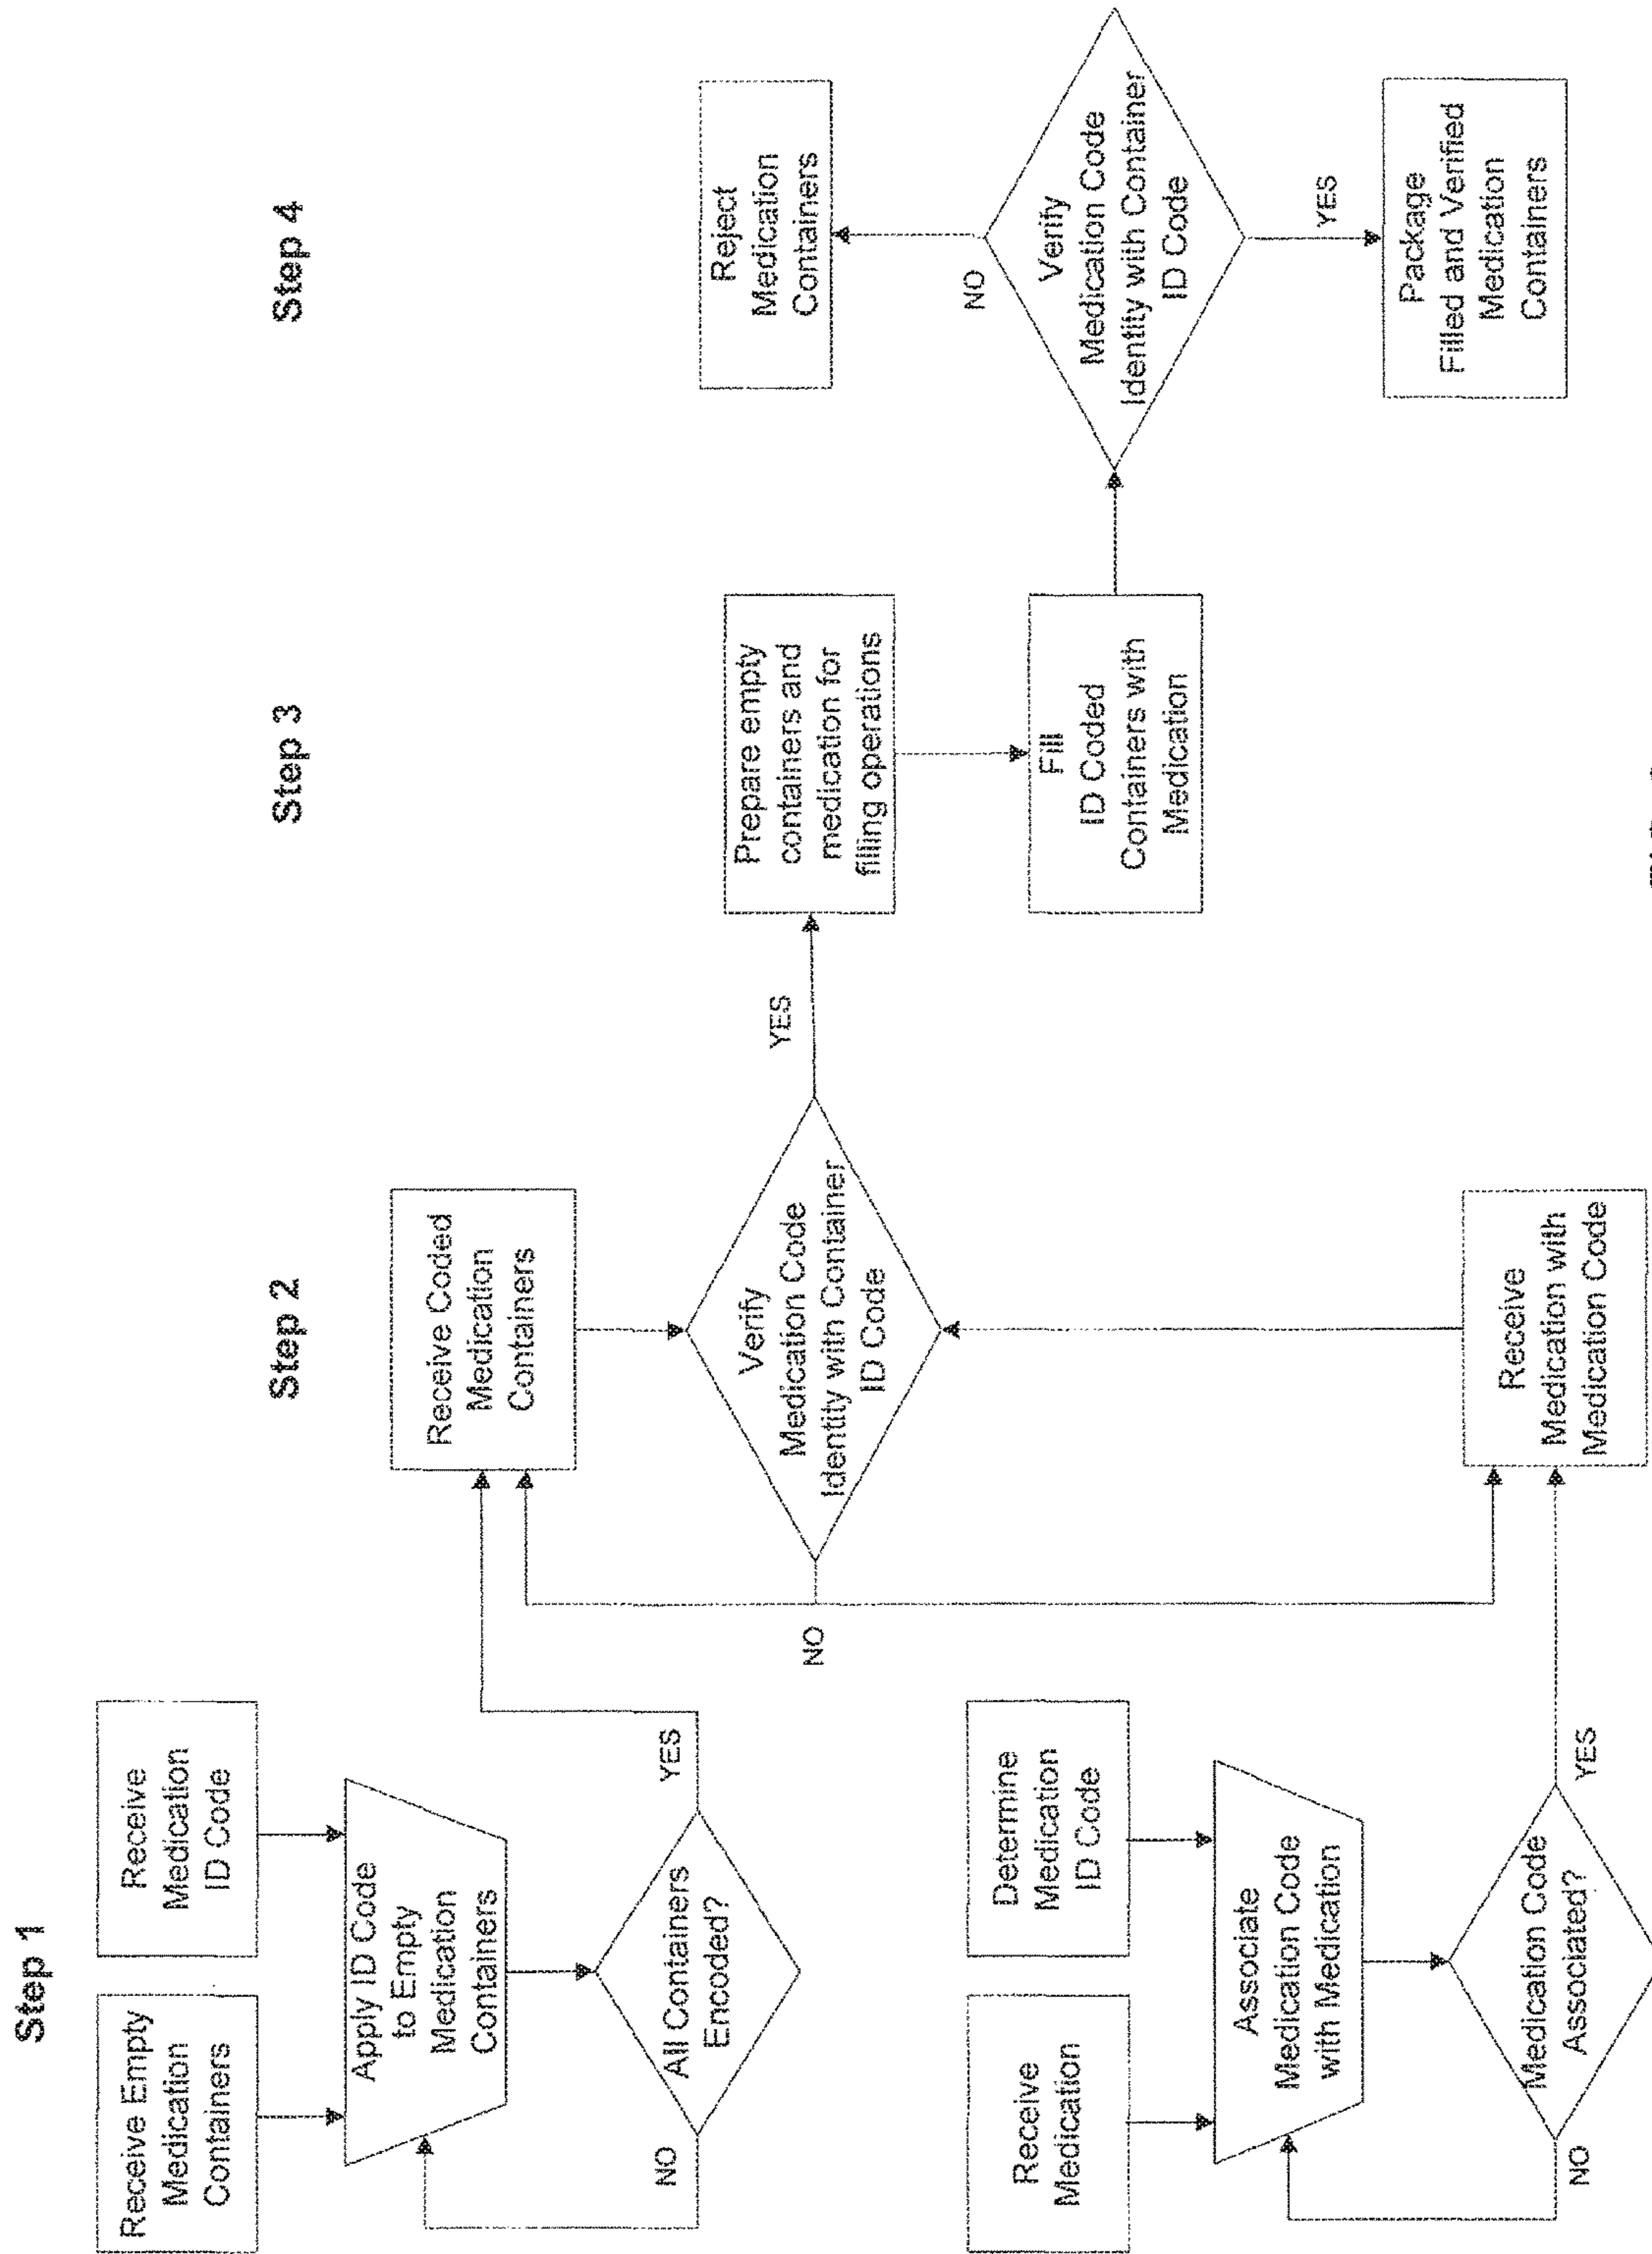 Step 1
Receive Empty
Medication
Containers
Receive
Medication
ID Code
Apply ID Code
to Empty
Medication
Containers
All Containers
Encoded?
NO
YES
Receive
Medication
Determine
Medication
ID Code
Associate
Medication Code
with Medication
Medication Code
Associated?
NO
YES
Step 2
Receive Coded
Medication
Containers
Verify
Medication Code
Identity with Container
ID Code
NO
YES
Receive
Medication with
Medication Code
Step 3
Prepare empty
containers and
medication for
filling operations
Fill
ID Coded
Containers with
Medication
Step 4
Reject
Medication
Containers
NO
Verify
Medication Code
Identity with Container
ID Code
YES
Package
Filled and Verified
Medication
Containers